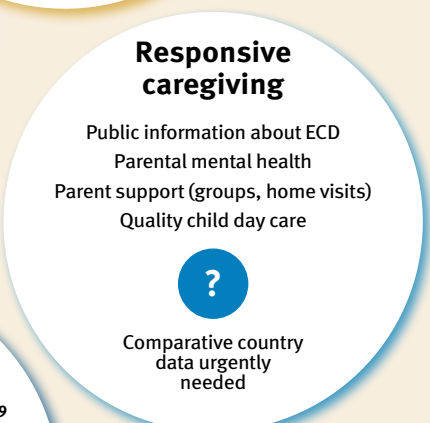 Responsive
caregiving
Public information about ECD
Parental mental health
Parent support (groups, home visits)
Quality child day care
?
Comparative country
data urgently
needed
9